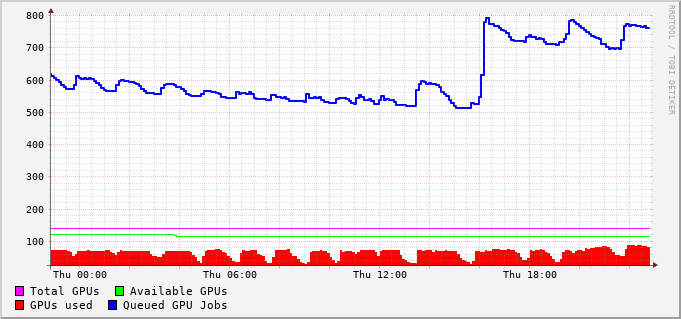 800
700
600
500
400
300
200
100
Thu 00:00 Thu 06:00 Thu 12:00 Thu 18:00
Total GPUs Available GPUs
GPUs used Queued GPU Jobs
RRDTOOL / TOBI OETIKER